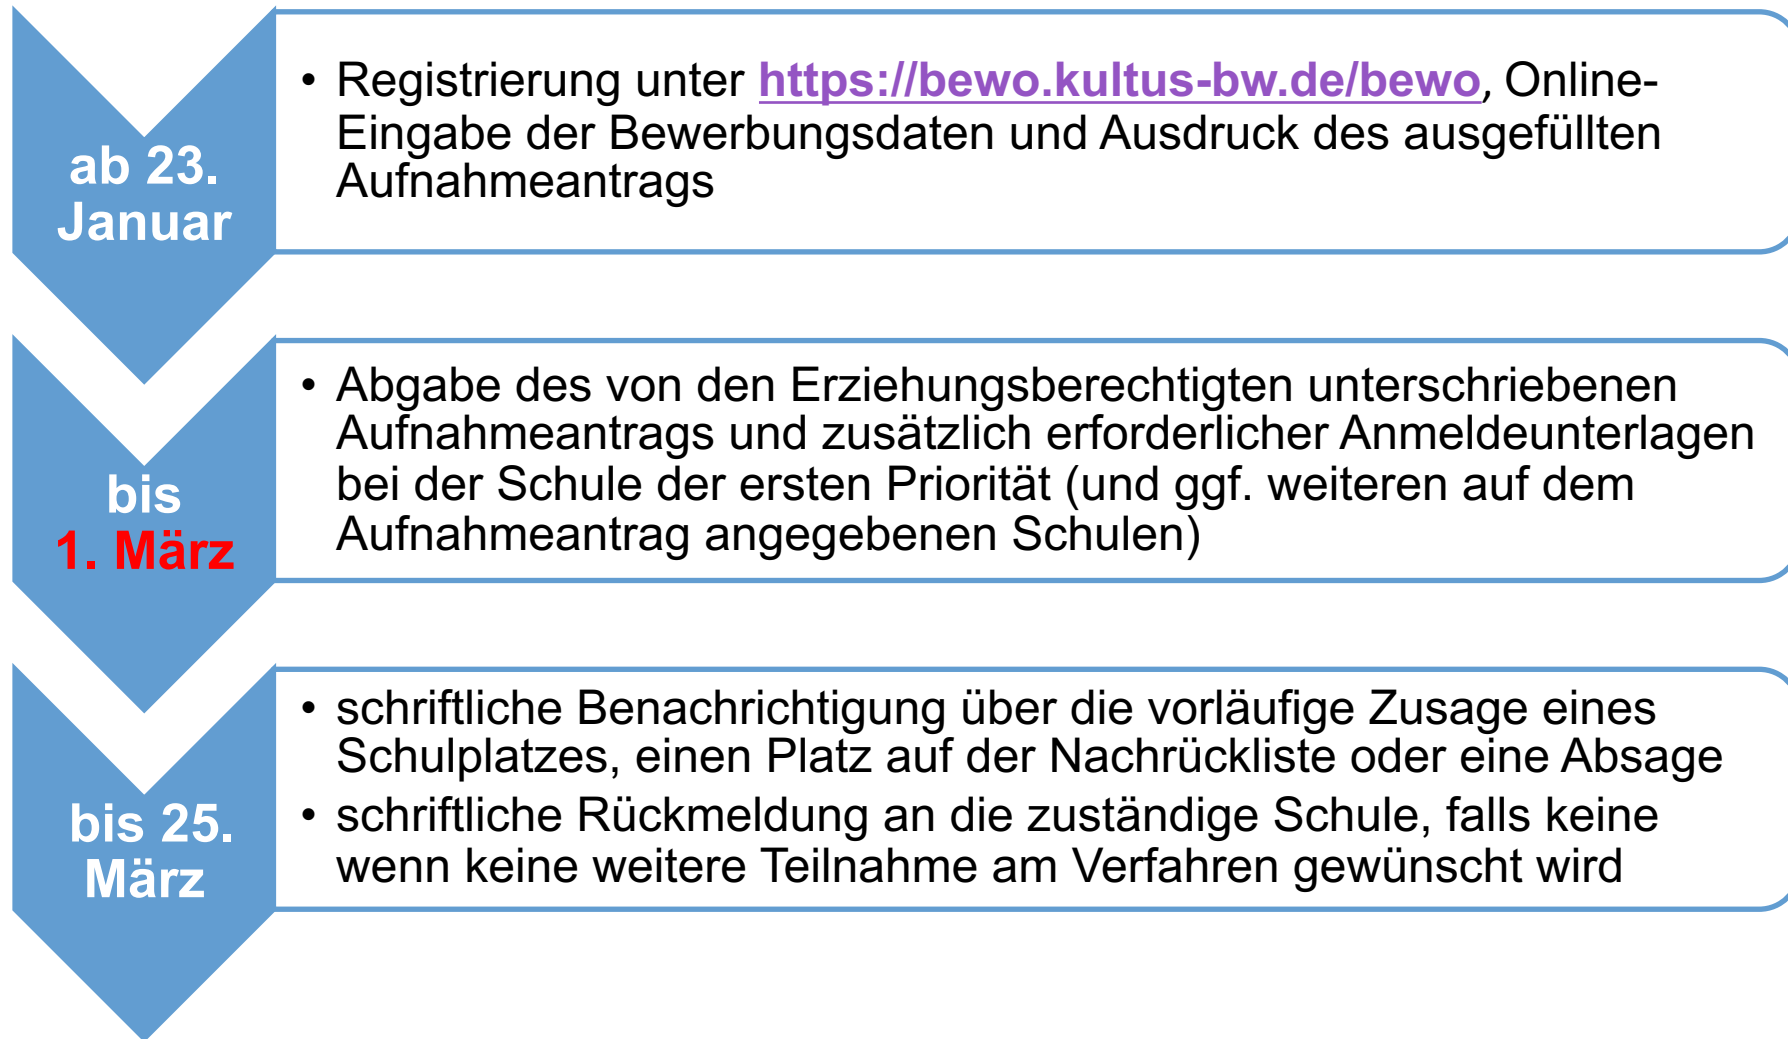 ab 23.
Januar
• Registrierung unter https://bewo.kultus-bw.de/bewo, Online-
Eingabe der Bewerbungsdaten und Ausdruck des ausgefüllten
Aufnahmeantrags
bis
1. März
• Abgabe des von den Erziehungsberechtigten unterschriebenen
Aufnahmeantrags und zusätzlich erforderlicher Anmeldeunterlagen
bei der Schule der ersten Priorität (und ggf. weiteren auf dem
Aufnahmeantrag angegebenen Schulen)
bis 25.
März
• schriftliche Benachrichtigung über die vorläufige Zusage eines
Schulplatzes, einen Platz auf der Nachrückliste oder eine Absage
• schriftliche Rückmeldung an die zuständige Schule, falls keine
wenn keine weitere Teilnahme am Verfahren gewünscht wird